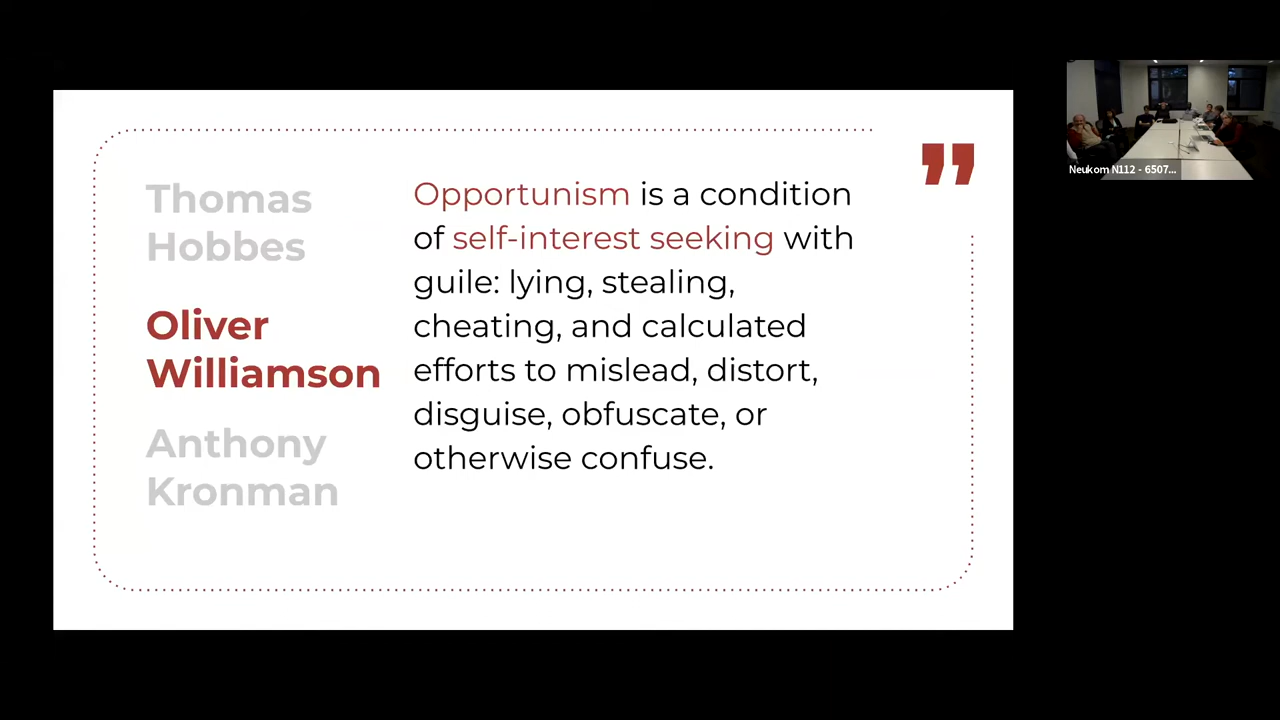 Thomas
Hobbes
Oliver
Williamson
Anthony
Kronman
”
Opportunism is a condition
of self-interest seeking with
guile: lying, stealing,
cheating, and calculated
efforts to mislead, distort,
disguise, obfuscate, or
otherwise confuse.
Neukom N112 - 6507...